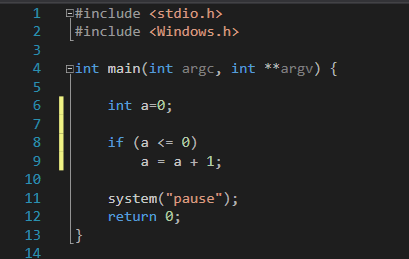 1 #include <stdio.h>
2 #include <Windows.h>
3
4 int main(int argc, int **argv) {
5
6 int a=0;
7
8 if (a <= 0)
9 a = a + 1;
10
11 system("pause");
12 return 0;
13 }
14